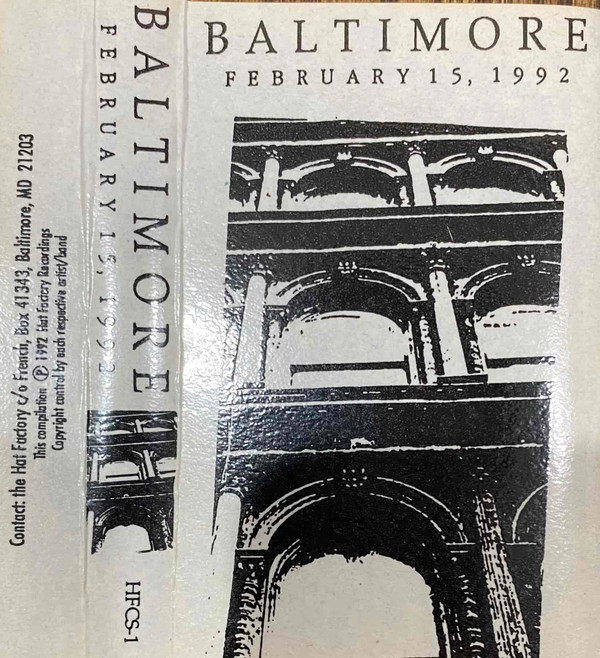 BALTIMORE
FEBRUARY 15, 1992
BALTIMORE
FEBRUARY 15, 1992
HFCS-1
Contact: the Hat Factory c/o French, Box 41343, Baltimore, MD 21203
This compilation Ⓟ 1992 Hat Factory Recordings
Copyright control by each respective artist/band